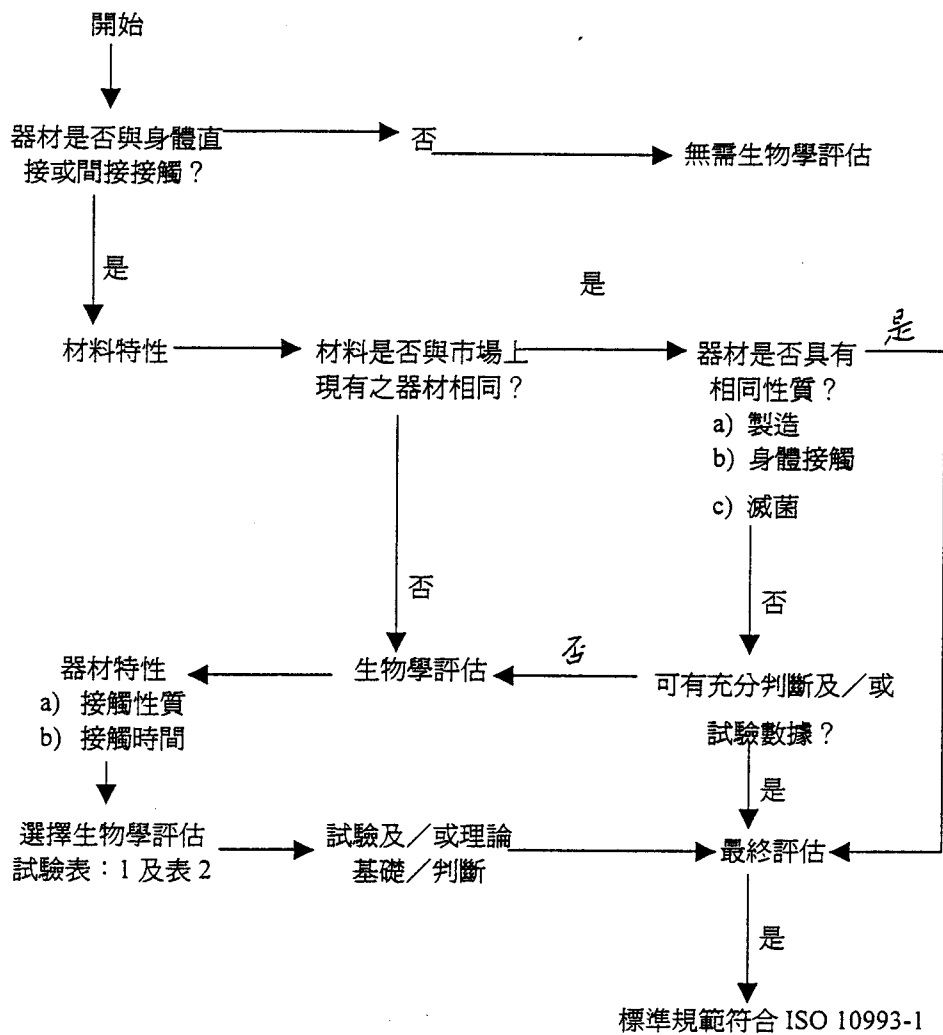 開始
器材是否與身體直
接或間接接觸？
否
無需生物學評估
是
是
材料特性
材料是否與市場上
現有之器材相同？
器材是否具有
相同性質？
a) 製造
b) 身體接觸
c) 滅菌
是
否
否
器材特性
a) 接觸性質
b) 接觸時間
生物學評估
否
可有充分判斷及／或
試驗數據？
是
選擇生物學評估
試驗表：1 及表 2
試驗及／或理論
基礎／判斷
最終評估
是
標準規範符合 ISO 10993-1